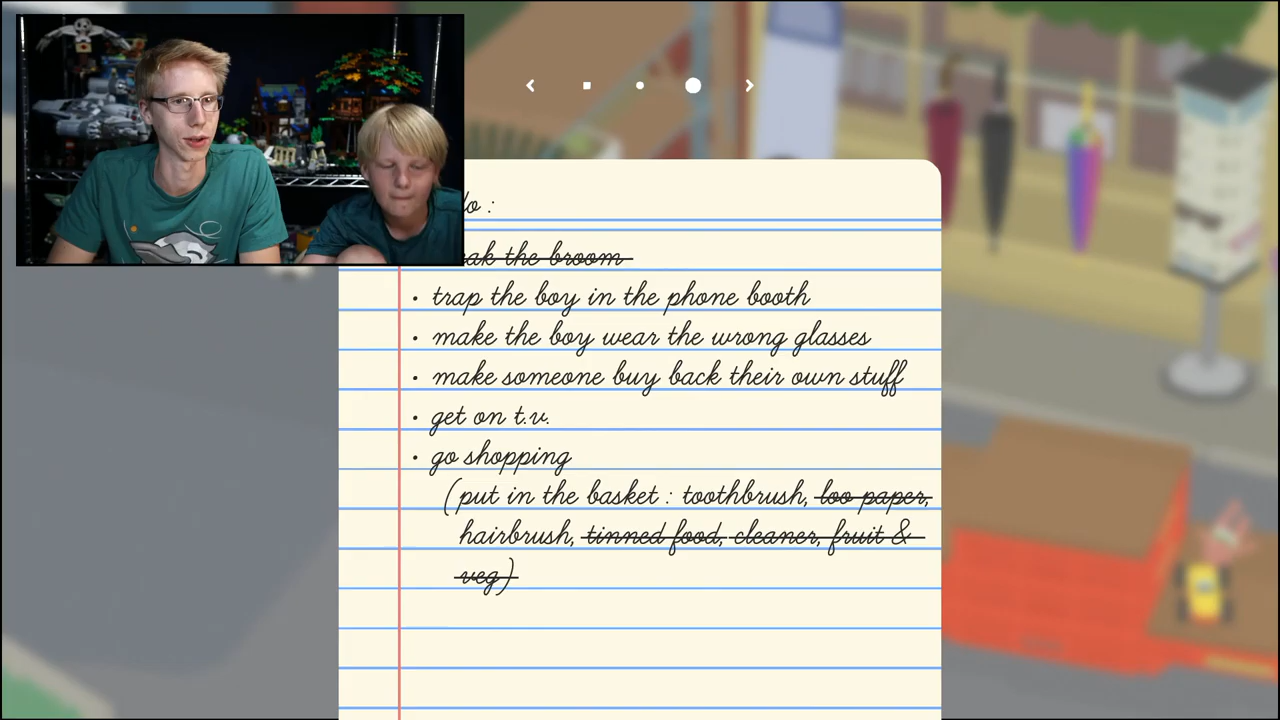 do :
eak the broom
• trap the boy in the phone booth
• make the boy wear the wrong glasses
• make someone buy back their own stuff
• get on t.v.
• go shopping
(put in the basket : toothbrush, loo paper,
hairbrush, tinned food, cleaner, fruit &
veg)